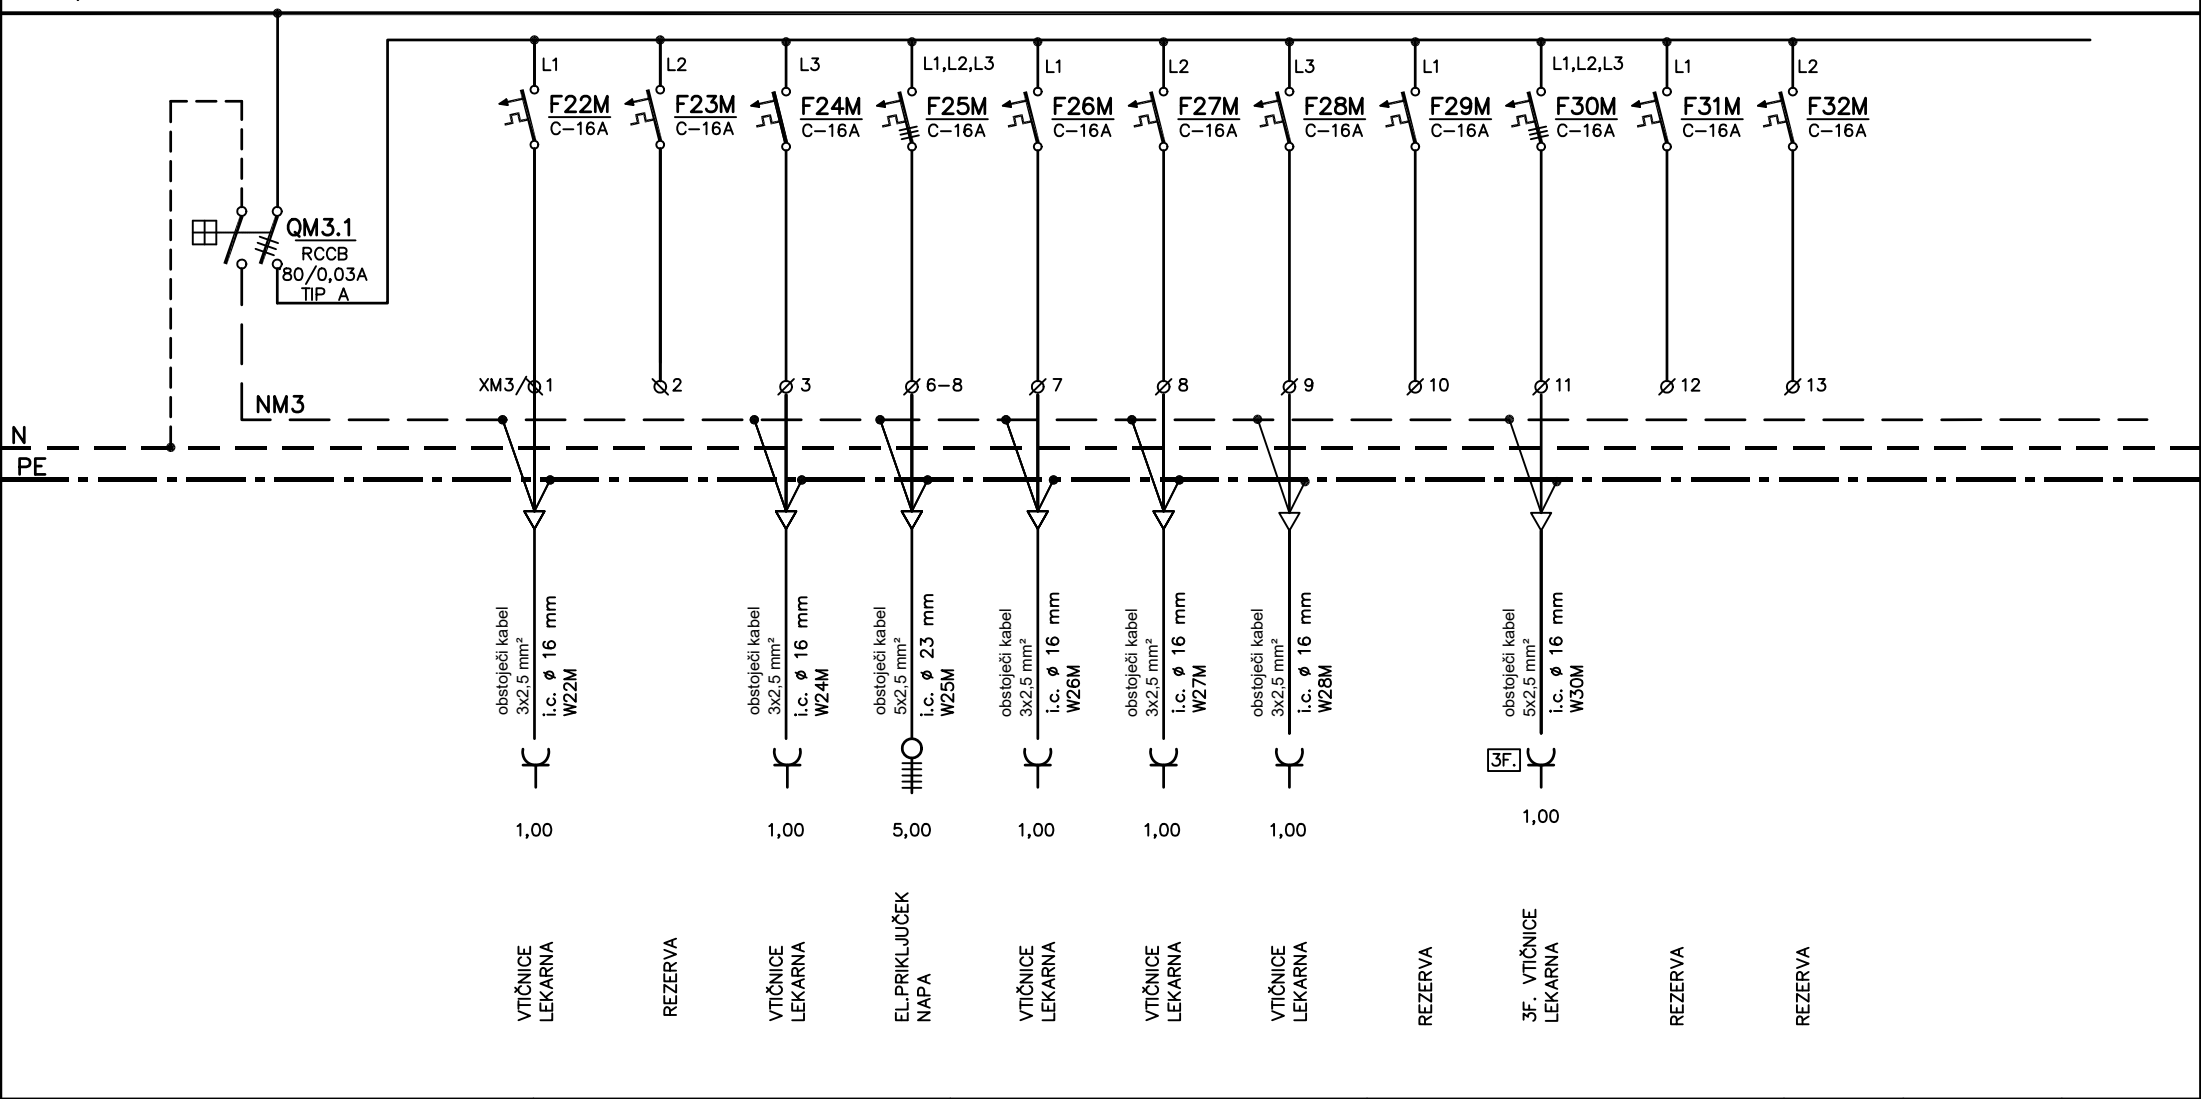 L1
L2
L3
L1,L2,L3
L1
L2
L3
L1
L1,L2,L3
L1
L2
F22M
C-16A
F23M
C-16A
F24M
C-16A
F25M
C-16A
F26M
C-16A
F27M
C-16A
F28M
C-16A
F29M
C-16A
F30M
C-16A
F31M
C-16A
F32M
C-16A
QM3.1
RCCB
80/0,03A
TIP A
XM3/ 1
2
3
6-8
7
8
9
10
11
12
13
NM3
N
PE
obstoječi kabel
3x2,5 mm²
i.c. ø 16 mm
W22M
obstoječi kabel
3x2,5 mm²
i.c. ø 16 mm
W24M
obstoječi kabel
5x2,5 mm²
i.c. ø 23 mm
W25M
obstoječi kabel
3x2,5 mm²
i.c. ø 16 mm
W26M
obstoječi kabel
3x2,5 mm²
i.c. ø 16 mm
W27M
obstoječi kabel
3x2,5 mm²
i.c. ø 16 mm
W28M
obstoječi kabel
5x2,5 mm²
i.c. ø 16 mm
W30M
3F.
1,00
1,00
5,00
1,00
1,00
1,00
1,00
VTIČNICE
LEKARNA
REZERVA
VTIČNICE
LEKARNA
EL.PRIKLJUČEK
NAPA
VTIČNICE
LEKARNA
VTIČNICE
LEKARNA
VTIČNICE
LEKARNA
REZERVA
3F. VTIČNICE
LEKARNA
REZERVA
REZERVA